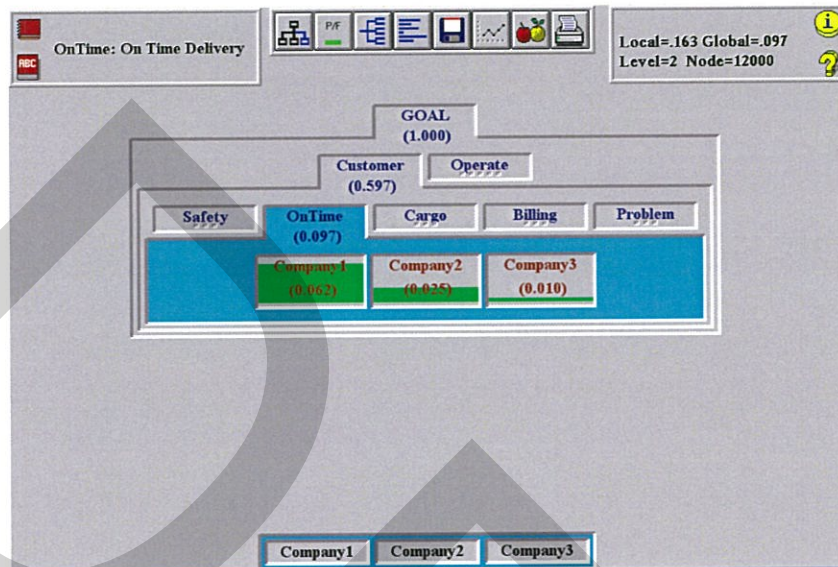 ABC
OnTime: On Time Delivery
P/F
Local=.163 Global=.097
Level=2 Node=12000
i
?
GOAL
(1.000)
Customer
(0.597)
Operate
Safety
OnTime
(0.097)
Cargo
Billing
Problem
Company1
(0.062)
Company2
(0.025)
Company3
(0.010)
Company1
Company2
Company3